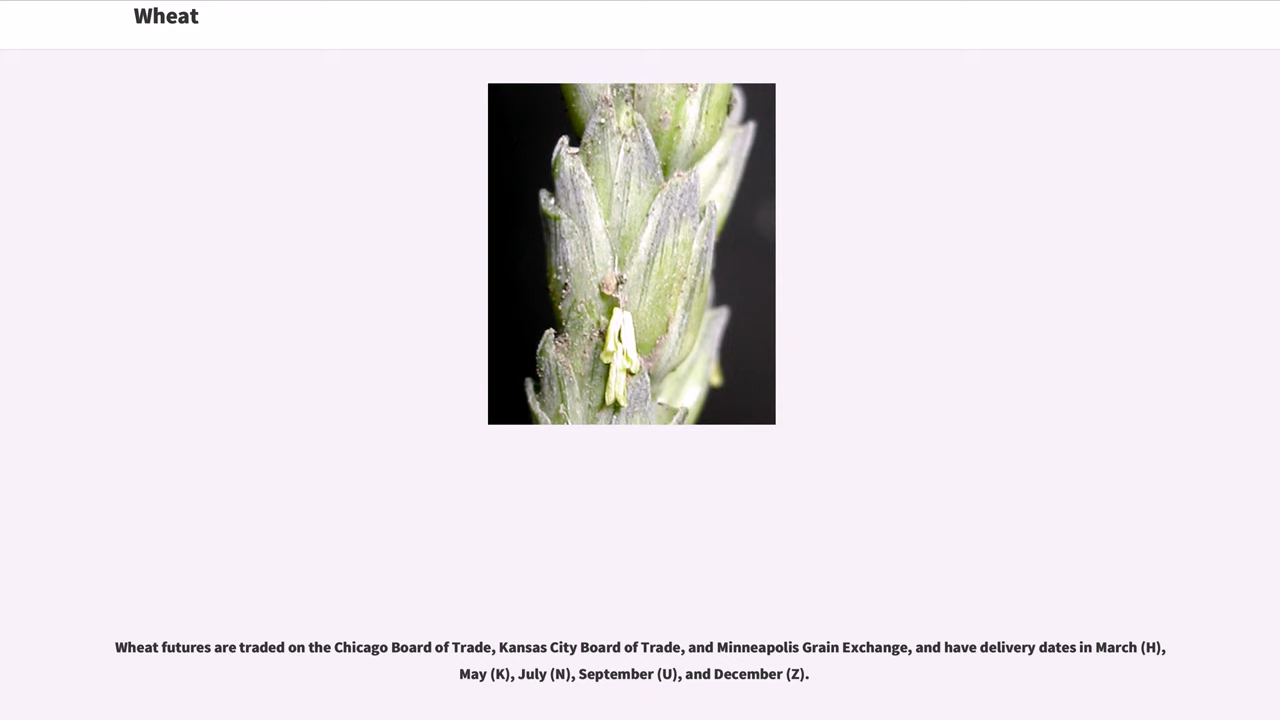 Wheat
Wheat futures are traded on the Chicago Board of Trade, Kansas City Board of Trade, and Minneapolis Grain Exchange, and have delivery dates in March (H),
May (K), July (N), September (U), and December (Z).